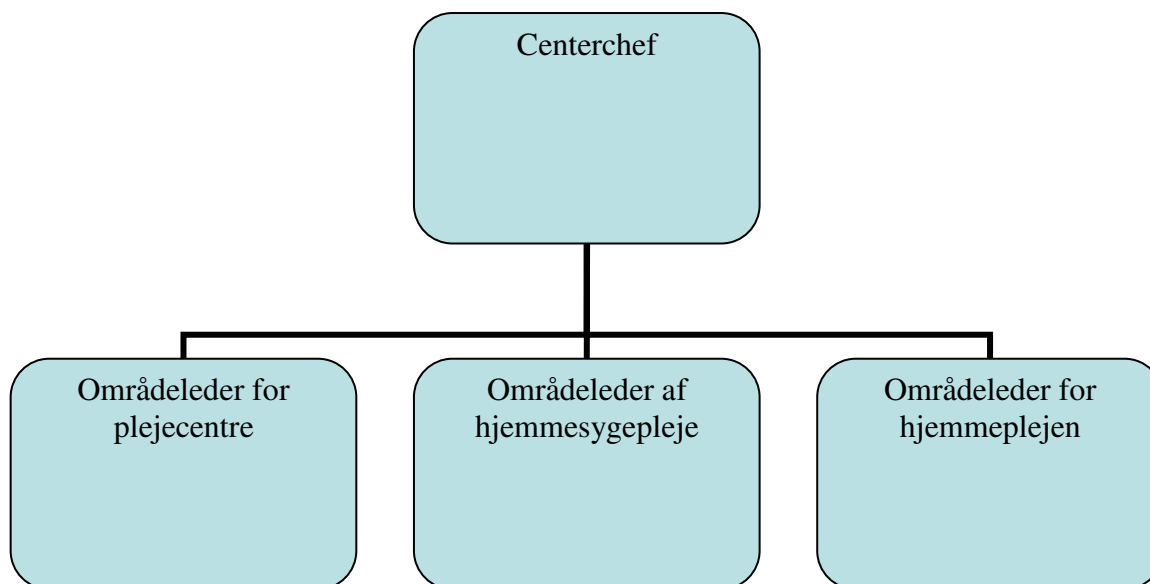 Centerchef
Områdeleder for
plejecentre
Områdeleder af
hjemmesygepleje
Områdeleder for
hjemmeplejen